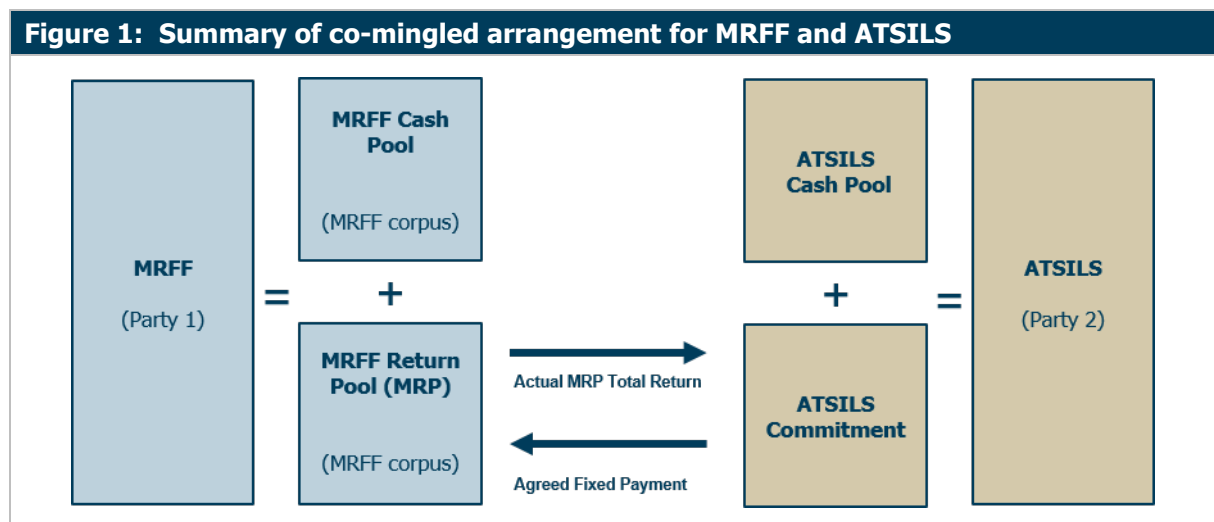 Figure 1:  Summary of co-mingled arrangement for MRFF and ATSILS
MRFF
(Party 1)
=
MRFF Cash
Pool
(MRFF corpus)
+
MRFF Return
Pool (MRP)
(MRFF corpus)
Actual MRP Total Return
Agreed Fixed Payment
ATSILS
Cash Pool
+
ATSILS
Commitment
=
ATSILS
(Party 2)